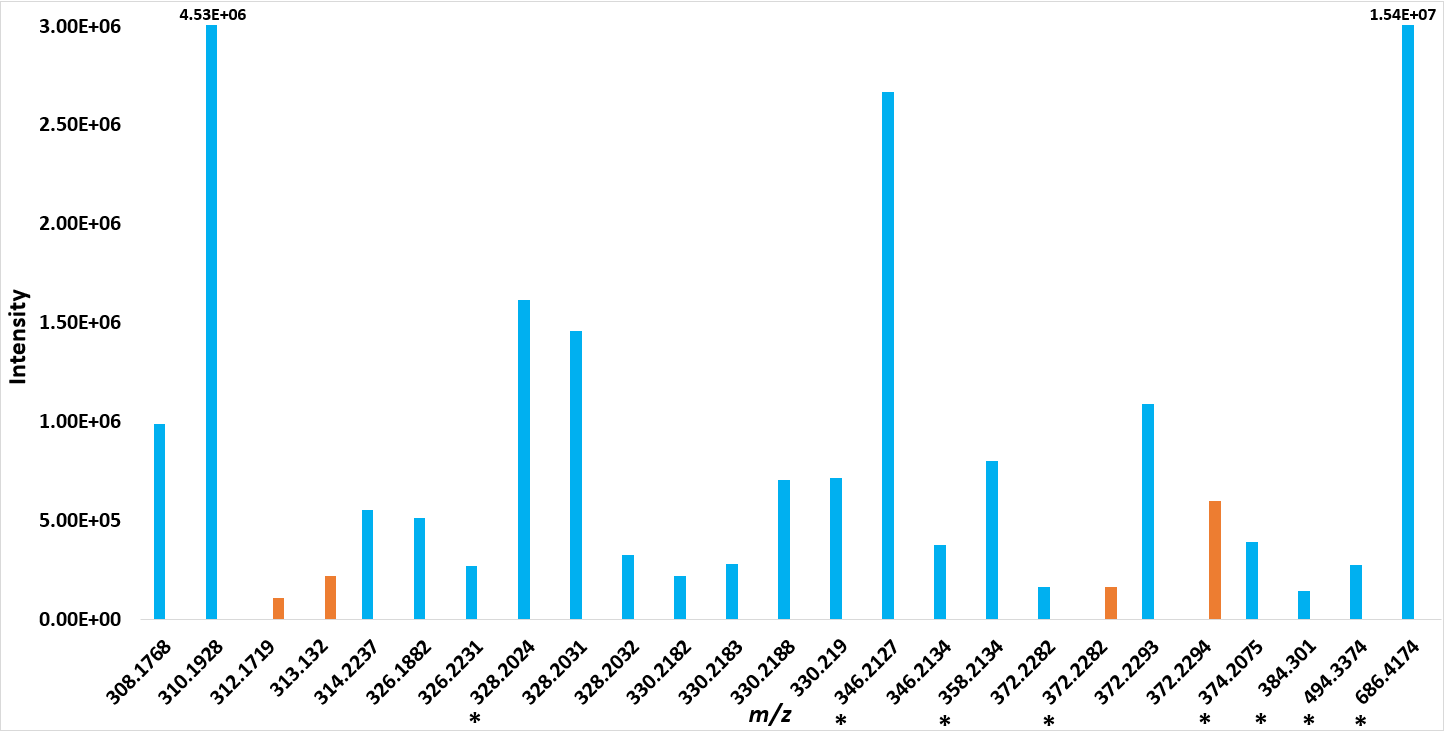 4.53E+06
1.54E+07
3.00E+06
2.50E+06
2.00E+06
1.50E+06
1.00E+06
5.00E+05
0.00E+00
Intensity
308.1768
310.1928
312.1719
313.132
314.2237
326.1882
326.2231
328.2024
328.2031
328.2032
330.2182
330.2183
330.2188
330.219
346.2127
346.2134
358.2134
372.2282
372.2282
372.2293
372.2294
374.2075
384.301
494.3374
686.4174
* m/z * * * * * * *